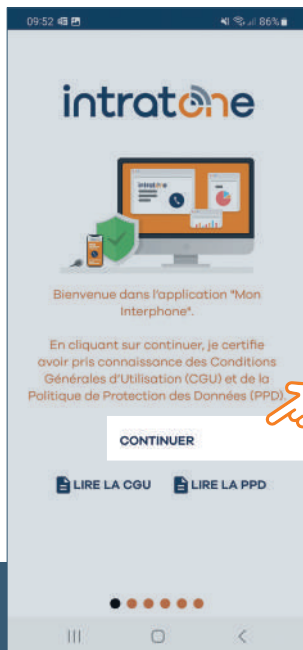 09:52 86%
intratone
intratone
Bienvenue dans l'application "Mon
Interphone".
En cliquant sur continuer, je certifie
avoir pris connaissance des Conditions
Générales d'Utilisation (CGU) et de la
Politique de Protection des Données (PPD).
CONTINUER
LIRE LA CGU LIRE LA PPD